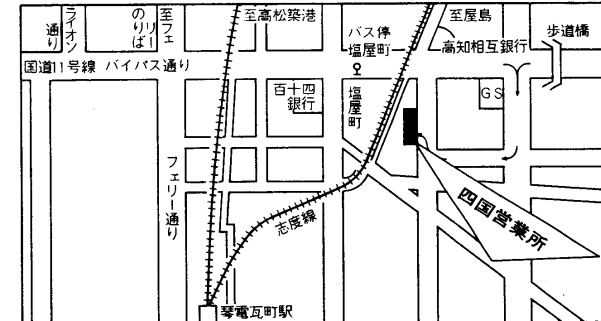 ライオン
通り
至フェ
リー
のりば
至高松築港
バス停
塩屋町
至屋島
高知相互銀行
歩道橋
国道11号線 バイパス通り
百十四
銀行
塩屋町
GS
フェリー通り
志度線
四国営業所
琴電瓦町駅